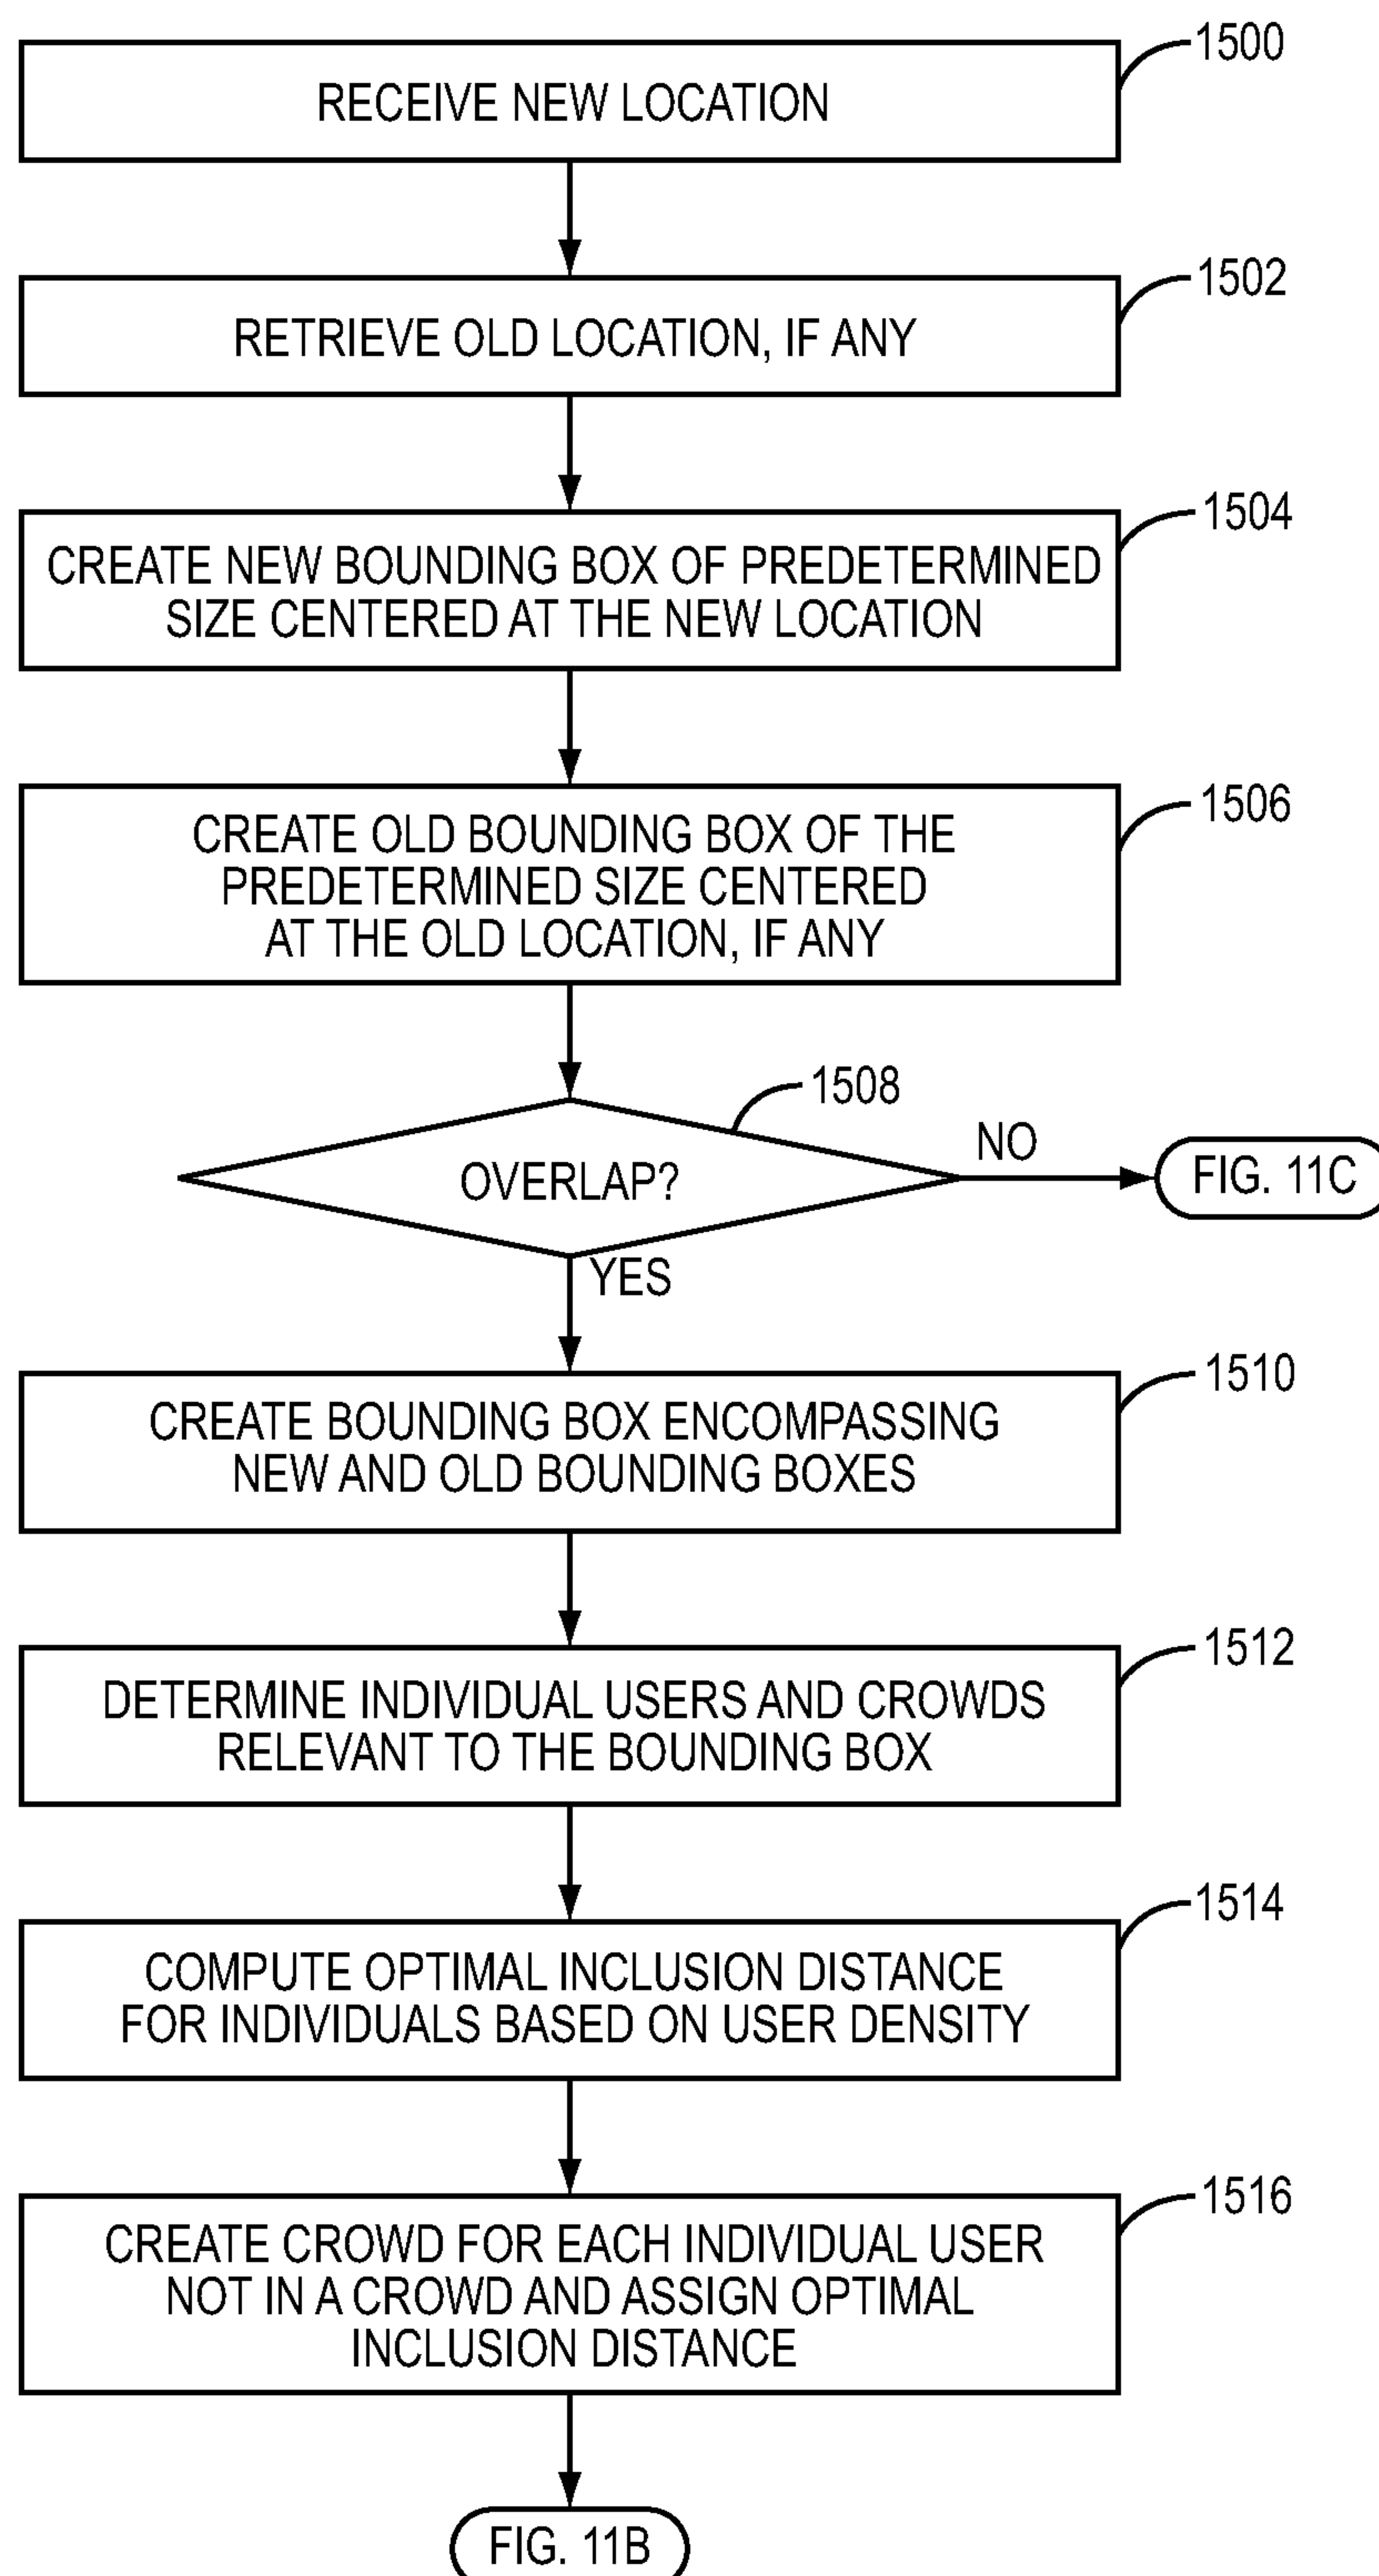 1500
RECEIVE NEW LOCATION
1502
RETRIEVE OLD LOCATION, IF ANY
1504
CREATE NEW BOUNDING BOX OF PREDETERMINED
SIZE CENTERED AT THE NEW LOCATION
1506
CREATE OLD BOUNDING BOX OF THE
PREDETERMINED SIZE CENTERED
AT THE OLD LOCATION, IF ANY
1508
OVERLAP?
NO
FIG. 11C
YES
1510
CREATE BOUNDING BOX ENCOMPASSING
NEW AND OLD BOUNDING BOXES
1512
DETERMINE INDIVIDUAL USERS AND CROWDS
RELEVANT TO THE BOUNDING BOX
1514
COMPUTE OPTIMAL INCLUSION DISTANCE
FOR INDIVIDUALS BASED ON USER DENSITY
1516
CREATE CROWD FOR EACH INDIVIDUAL USER
NOT IN A CROWD AND ASSIGN OPTIMAL
INCLUSION DISTANCE
FIG. 11B